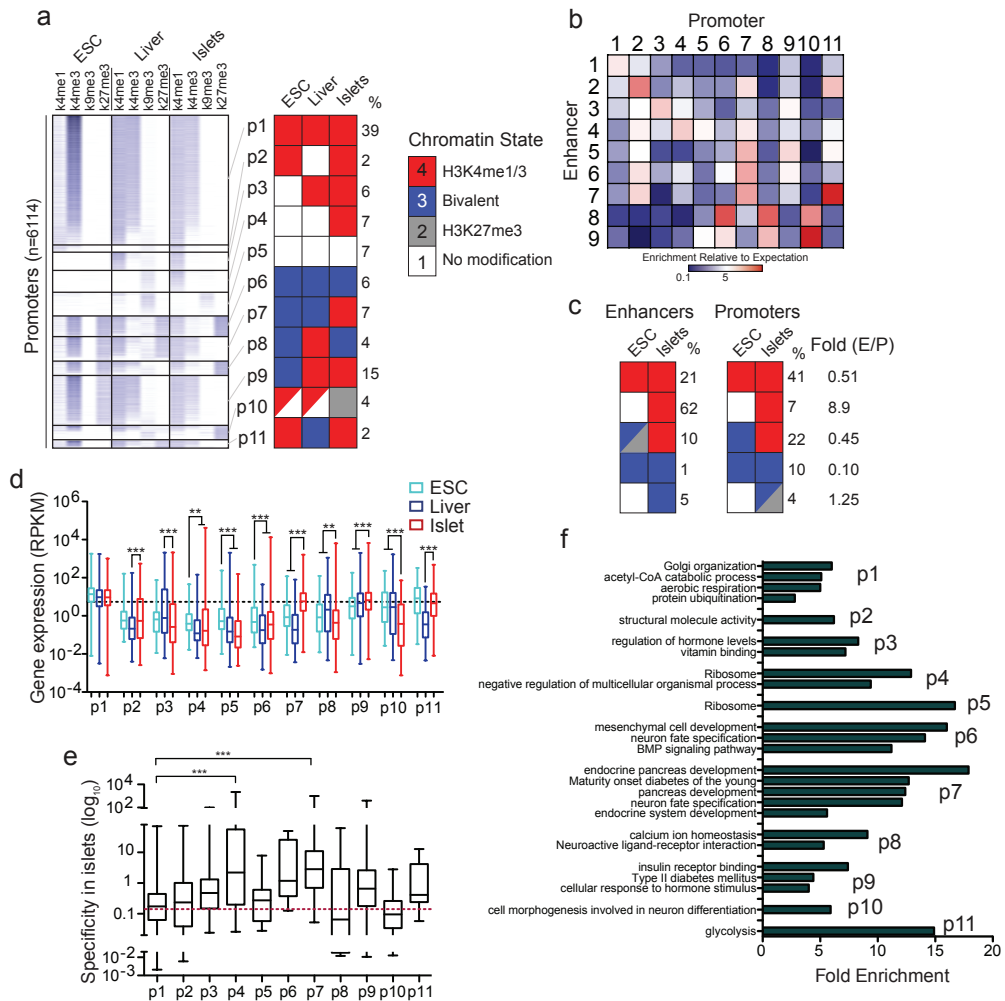 a
ESC Liver Islets
k4me1 k4me3 k9me3 k27me3 k4me1 k4me3 k9me3 k27me3 k4me1 k4me3 k9me3 k27me3
Promoters (n=6114)
ESC Liver Islets %
p1 39
p2 2
p3 6
p4 7
p5 7
p6 6
p7 7
p8 4
p9 15
p10 4
p11 2
Chromatin State
4 H3K4me1/3
3 Bivalent
2 H3K27me3
1 No modification
b
Promoter
1 2 3 4 5 6 7 8 9 10 11
Enhancer
1
2
3
4
5
6
7
8
9
Enrichment Relative to Expectation
0.1 5
c
Enhancers Promoters
ESC Islets % ESC Islets % Fold (E/P)
21 41 0.51
62 7 8.9
10 22 0.45
1 10 0.10
5 4 1.25
d
Gene expression (RPKM)
10^6
10^4
10^2
10^0
10^-2
10^-4
ESC
Liver
Islet
*** *** ** *** *** *** ** *** *** ***
p1 p2 p3 p4 p5 p6 p7 p8 p9 p10 p11
e
Specificity in islets (log10)
***
***
10^4
10^2
10
1
0.1
10^-2
10^-3
p1 p2 p3 p4 p5 p6 p7 p8 p9 p10 p11
f
Golgi organization
acetyl-CoA catabolic process
aerobic respiration
protein ubiquitination
p1
structural molecule activity
p2
regulation of hormone levels
vitamin binding
p3
Ribosome
negative regulation of multicellular organismal process
p4
Ribosome
p5
mesenchymal cell development
neuron fate specification
BMP signaling pathway
p6
endocrine pancreas development
Maturity onset diabetes of the young
pancreas development
neuron fate specification
endocrine system development
p7
calcium ion homeostasis
Neuroactive ligand-receptor interaction
p8
insulin receptor binding
Type II diabetes mellitus
cellular response to hormone stimulus
p9
cell morphogenesis involved in neuron differentiation
p10
glycolysis
p11
0 5 10 15 20
Fold Enrichment